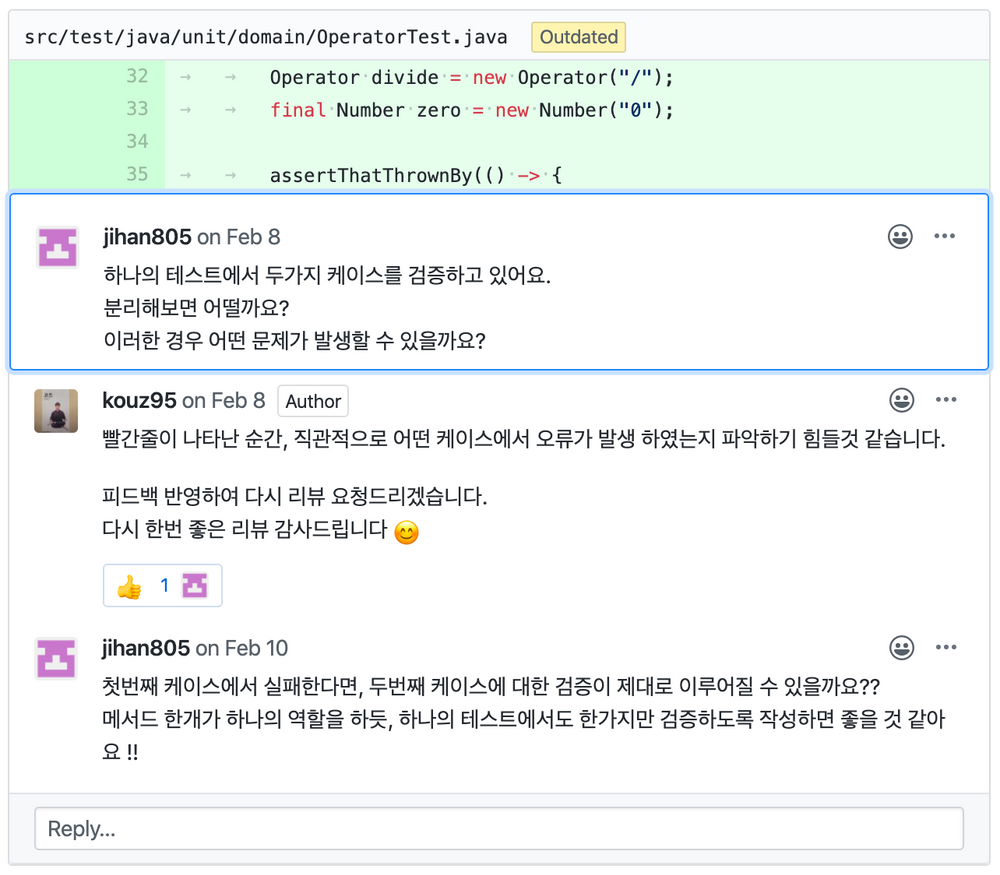 src/test/java/unit/domain/OperatorTest.java Outdated
32 → → Operator divide = new Operator("/");
33 → → final Number zero = new Number("0");
34
35 → → assertThatThrownBy(() -> {
jihan805 on Feb 8
하나의 테스트에서 두가지 케이스를 검증하고 있어요.
분리해보면 어떨까요?
이러한 경우 어떤 문제가 발생할 수 있을까요?
kouz95 on Feb 8 Author
빨간줄이 나타난 순간, 직관적으로 어떤 케이스에서 오류가 발생 하였는지 파악하기 힘들것 같습니다.
피드백 반영하여 다시 리뷰 요청드리겠습니다.
다시 한번 좋은 리뷰 감사드립니다 😊
👍 1
jihan805 on Feb 10
첫번째 케이스에서 실패한다면, 두번째 케이스에 대한 검증이 제대로 이루어질 수 있을까요??
메서드 한개가 하나의 역할을 하듯, 하나의 테스트에서도 한가지만 검증하도록 작성하면 좋을 것 같아
요 !!
Reply...